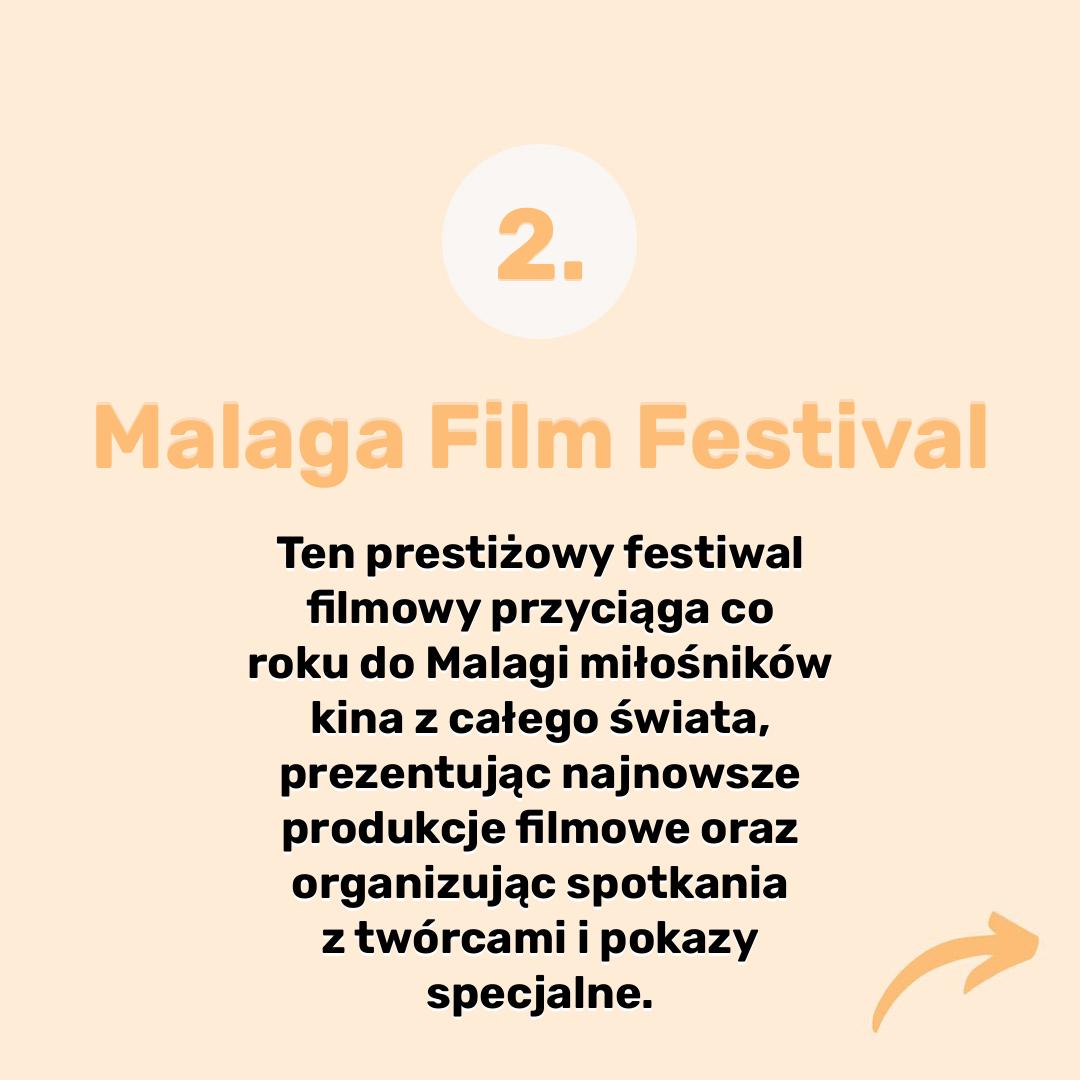 2.
Malaga Film Festival
Ten prestiżowy festiwal
filmowy przyciąga co
roku do Malagi miłośników
kina z całego świata,
prezentując najnowsze
produkcje filmowe oraz
organizując spotkania
z twórcami i pokazy
specjalne.